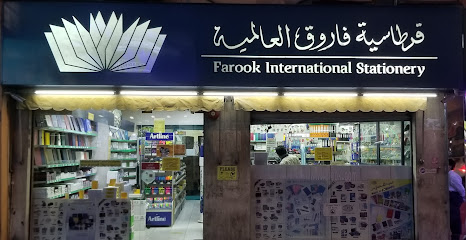 قرطاسية فاروق العالمية
Farook International Stationery
Artline
Artline